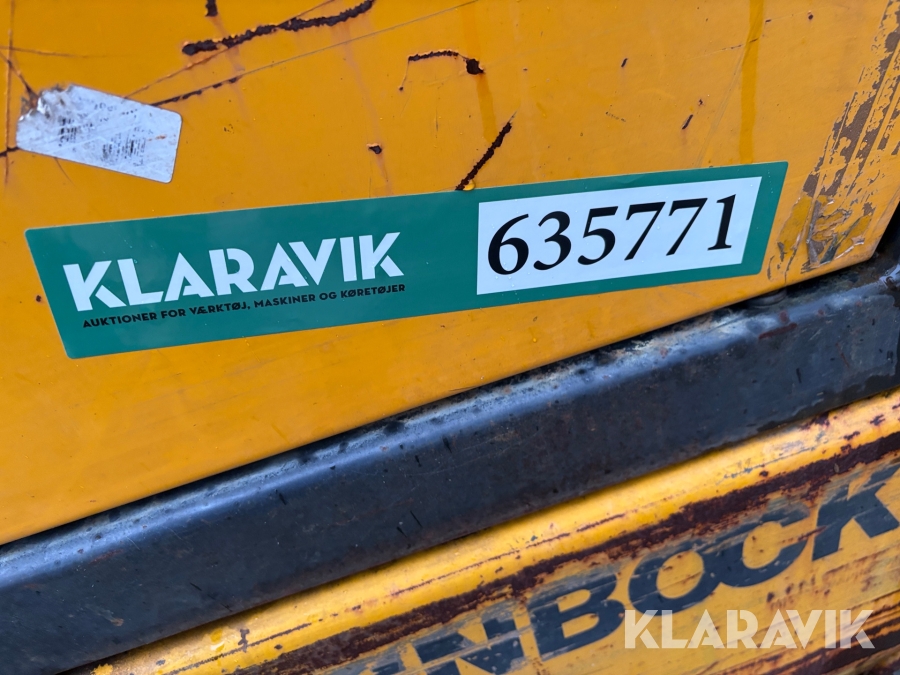 KLARAVIK
AUKTIONER FOR VÆRKTØJ, MASKINER OG KØRETØJER
635771
NBOCK
KLARAVIK